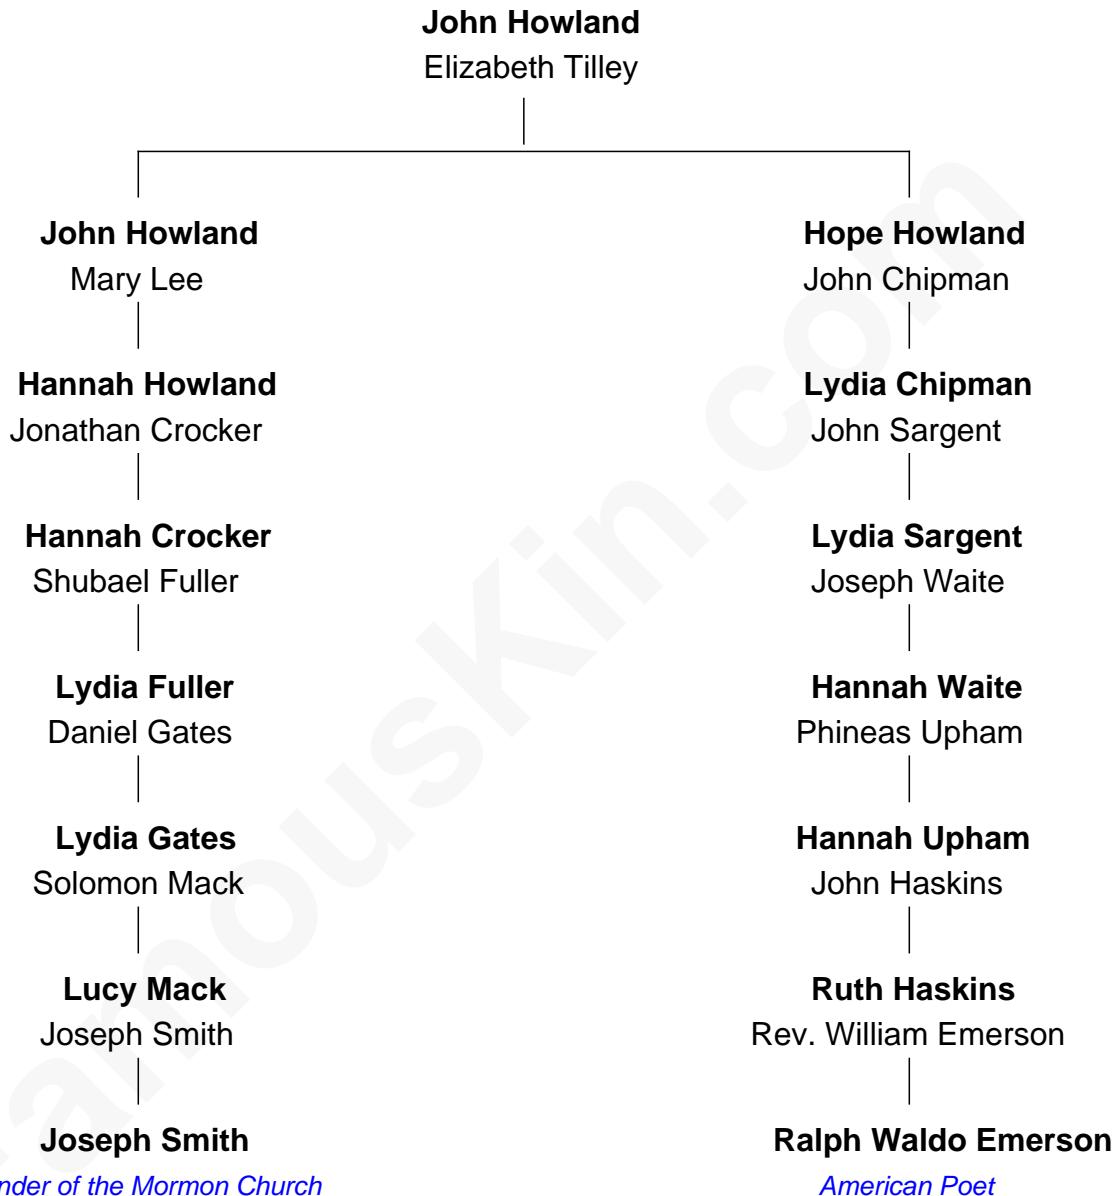 John Howland
Elizabeth Tilley
John Howland
Mary Lee
Hope Howland
John Chipman
Hannah Howland
Jonathan Crocker
Lydia Chipman
John Sargent
Hannah Crocker
Shubael Fuller
Lydia Sargent
Joseph Waite
Lydia Fuller
Daniel Gates
Hannah Waite
Phineas Upham
Lydia Gates
Solomon Mack
Hannah Upham
John Haskins
Lucy Mack
Joseph Smith
Ruth Haskins
Rev. William Emerson
Joseph Smith
nder of the Mormon Church
Ralph Waldo Emerson
American Poet
amousKin.com